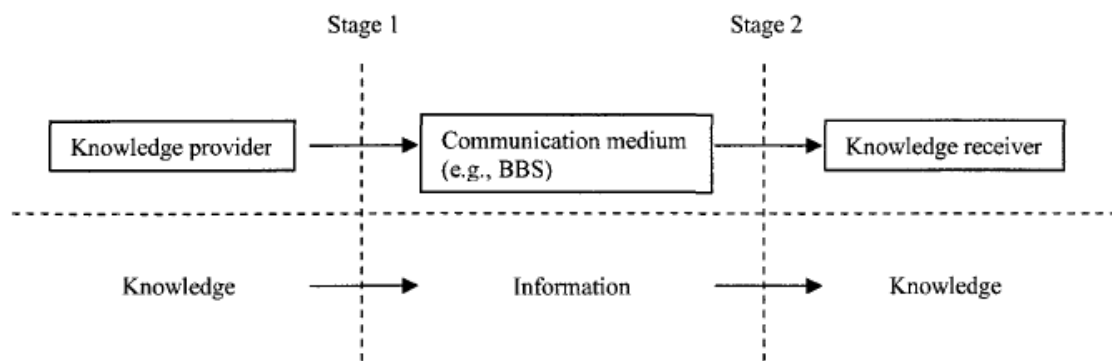 Stage 1
Stage 2
Knowledge provider
Communication medium
(e.g., BBS)
Knowledge receiver
Knowledge
Information
Knowledge